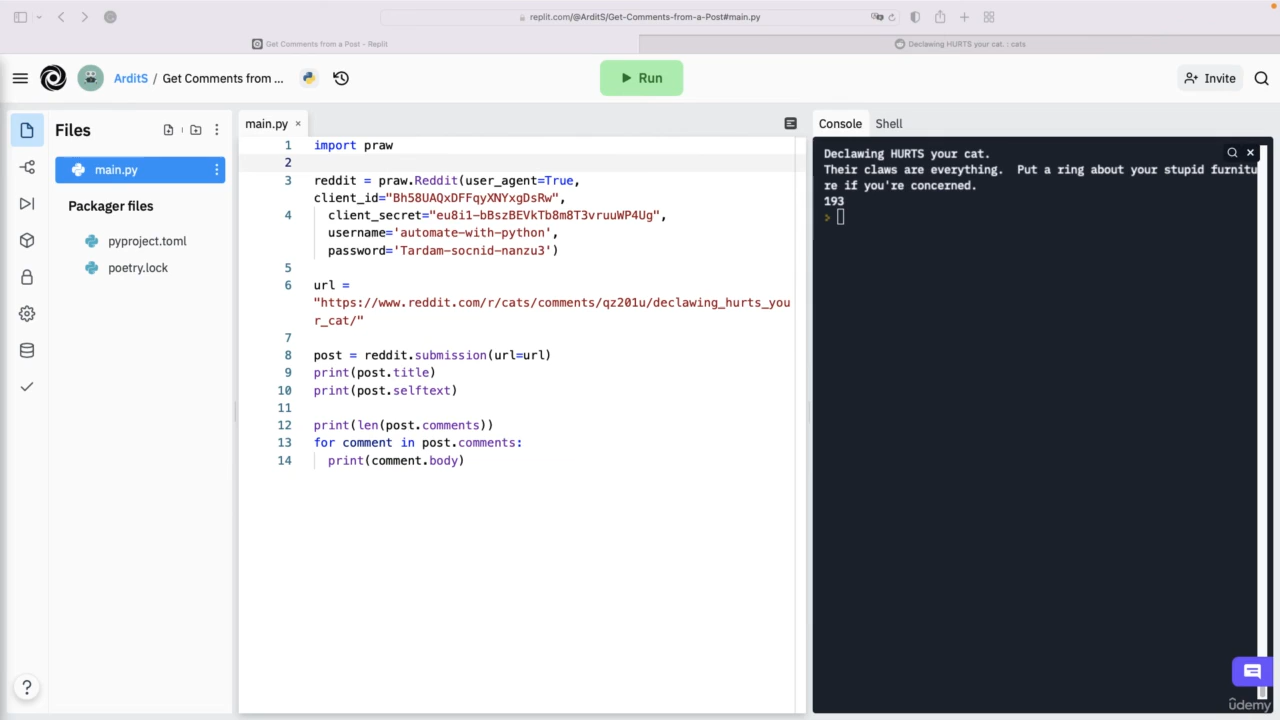 replit.com/@ArditS/Get-Comments-from-a-Post#main.py
Get Comments from a Post - Replit
Declawing HURTS your cat. : cats
ArditS / Get Comments from ...
Run
Invite
Files
main.py
Packager files
pyproject.toml
poetry.lock
main.py
1 import praw
2
3 reddit = praw.Reddit(user_agent=True,
client_id="Bh58UAQxDFFqyXNYxgDsRw",
4 client_secret="eu8i1-bBszBEVkTb8m8T3vruuWP4Ug",
username='automate-with-python',
password='Tardam-socnid-nanzu3')
5
6 url =
"https://www.reddit.com/r/cats/comments/qz201u/declawing_hurts_you
r_cat/"
7
8 post = reddit.submission(url=url)
9 print(post.title)
10 print(post.selftext)
11
12 print(len(post.comments))
13 for comment in post.comments:
14 print(comment.body)
Console
Shell
Declawing HURTS your cat.
Their claws are everything.  Put a ring about your stupid furnitu
re if you're concerned.
193
>
?
ûdemy